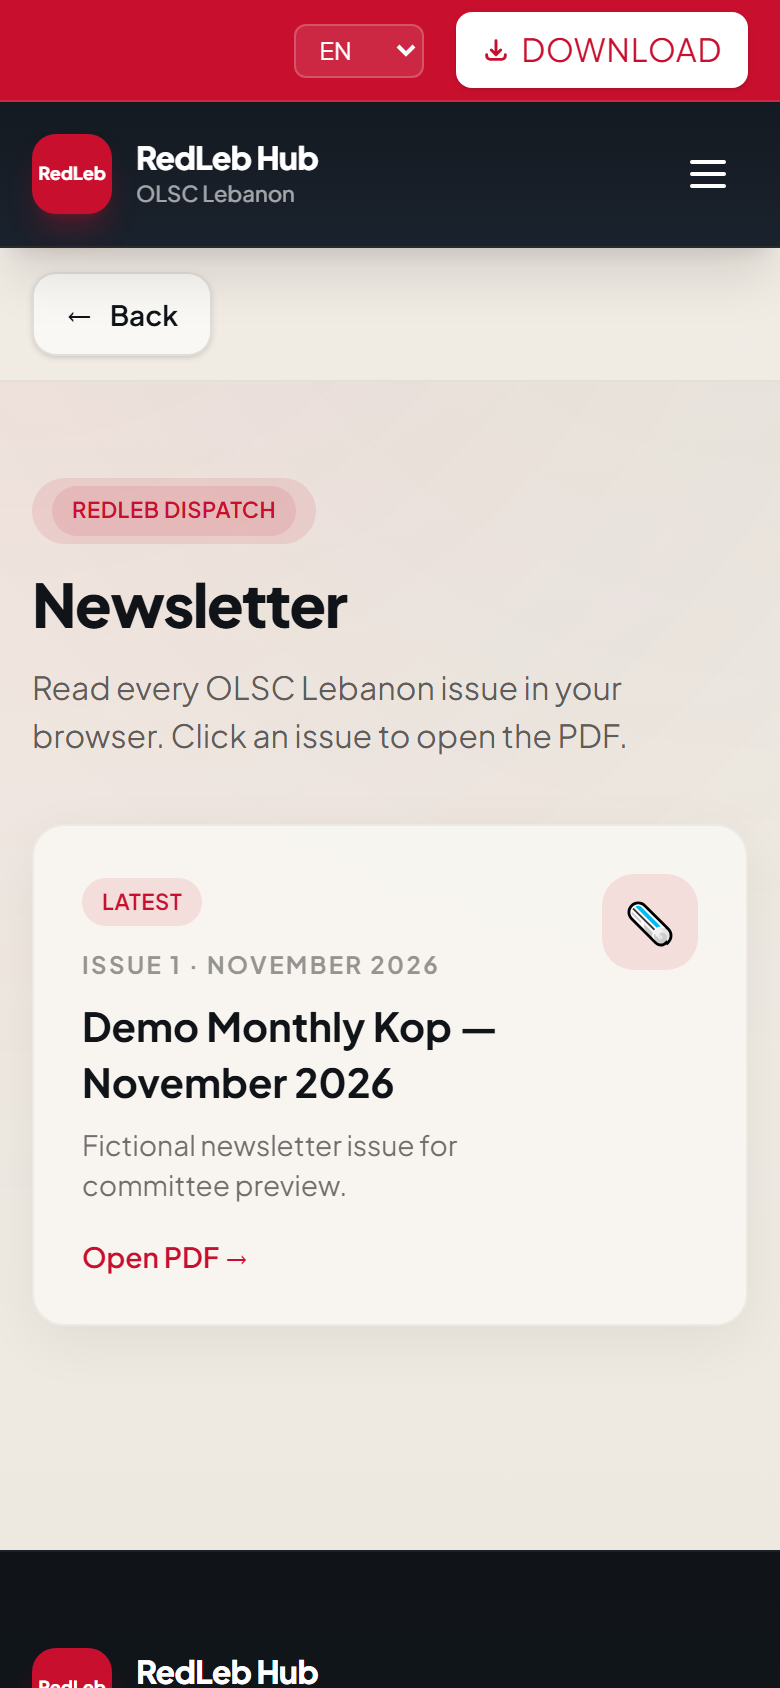 EN
DOWNLOAD
RedLeb
RedLeb Hub
OLSC Lebanon
← Back
REDLEB DISPATCH
Newsletter
Read every OLSC Lebanon issue in your
browser. Click an issue to open the PDF.
LATEST
ISSUE 1 · NOVEMBER 2026
Demo Monthly Kop —
November 2026
Fictional newsletter issue for
committee preview.
Open PDF →
RedLeb
RedLeb Hub